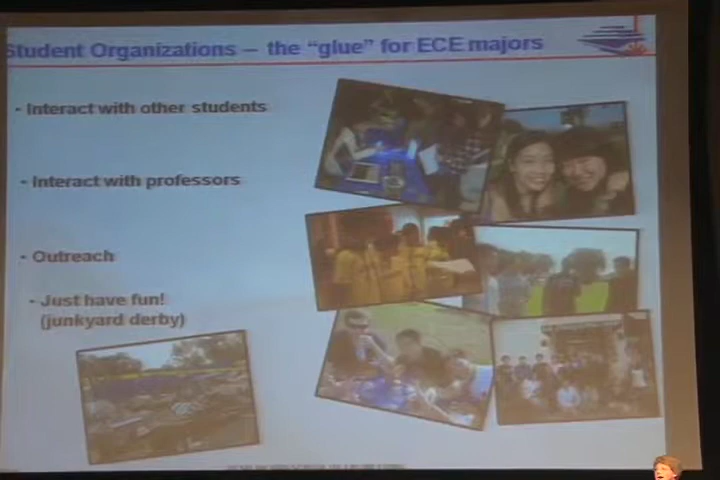 Student Organizations – the "glue" for ECE majors
• Interact with other students
• Interact with professors
• Outreach
• Just have fun!
(junkyard derby)